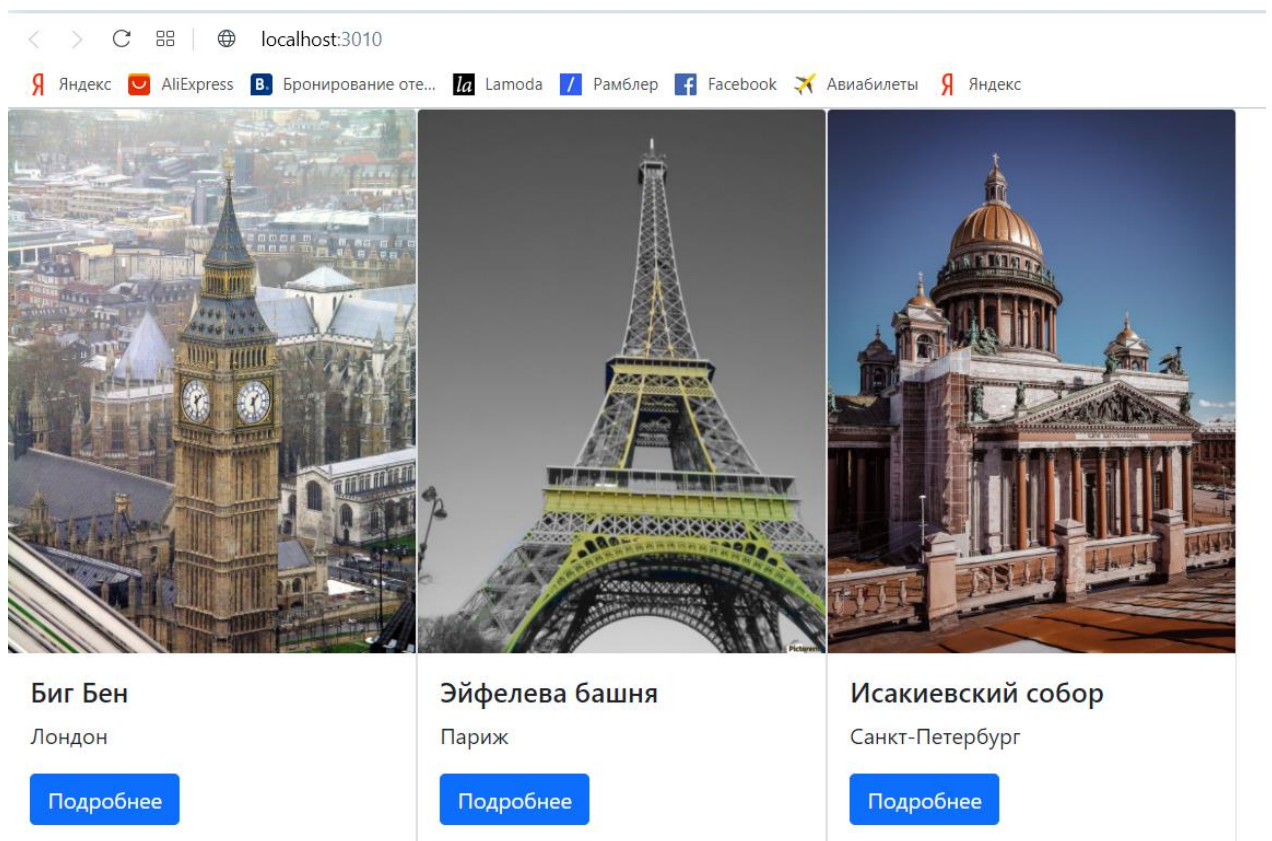 localhost:3010
Яндекс AliExpress B. Бронирование оте... la Lamoda Рамблер Facebook Авиабилеты Яндекс
Биг Бен
Лондон
Подробнее
Эйфелева башня
Париж
Подробнее
Исакиевский собор
Санкт-Петербург
Подробнее